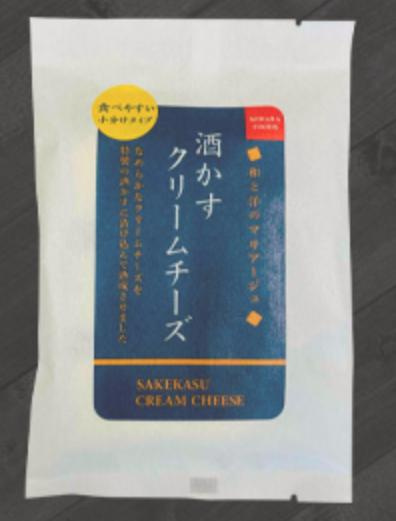 食べやすい
小分けタイプ
和と洋のマリアージュ
酒かす
クリームチーズ
なめらかなクリームチーズを
特製の酒かすに漬け込んで熟成させました
SAKEKASU
CREAM CHEESE